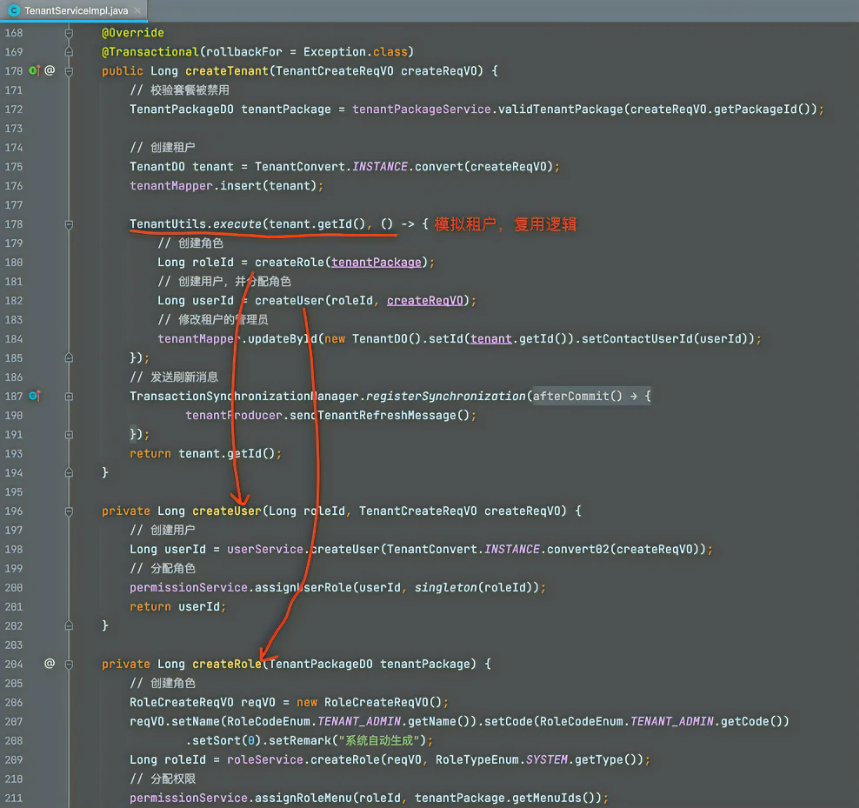 TenantServiceImpl.java
168 @Override
169 @Transactional(rollbackFor = Exception.class)
170 public Long createTenant(TenantCreateReqVO createReqVO) {
171 // 校验套餐被禁用
172 TenantPackageDO tenantPackage = tenantPackageService.validTenantPackage(createReqVO.getPackageId());
173
174 // 创建租户
175 TenantDO tenant = TenantConvert.INSTANCE.convert(createReqVO);
176 tenantMapper.insert(tenant);
177
178 TenantUtils.execute(tenant.getId(), () -> { 模拟租户，复用逻辑
179 // 创建角色
180 Long roleId = createRole(tenantPackage);
181 // 创建用户，并分配角色
182 Long userId = createUser(roleId, createReqVO);
183 // 修改租户的管理员
184 tenantMapper.updateById(new TenantDO().setId(tenant.getId()).setContactUserId(userId));
185 });
186 // 发送刷新消息
187 TransactionSynchronizationManager.registerSynchronization(afterCommit() → {
190 tenantProducer.sendTenantRefreshMessage();
191 });
193 return tenant.getId();
194 }
195
196 private Long createUser(Long roleId, TenantCreateReqVO createReqVO) {
197 // 创建用户
198 Long userId = userService.createUser(TenantConvert.INSTANCE.convert02(createReqVO));
199 // 分配角色
200 permissionService.assignUserRole(userId, singleton(roleId));
201 return userId;
202 }
203
204 private Long createRole(TenantPackageDO tenantPackage) {
205 // 创建角色
206 RoleCreateReqVO reqVO = new RoleCreateReqVO();
207 reqVO.setName(RoleCodeEnum.TENANT_ADMIN.getName()).setCode(RoleCodeEnum.TENANT_ADMIN.getCode())
208 .setSort(0).setRemark("系统自动生成");
209 Long roleId = roleService.createRole(reqVO, RoleTypeEnum.SYSTEM.getType());
210 // 分配权限
211 permissionService.assignRoleMenu(roleId, tenantPackage.getMenuIds());